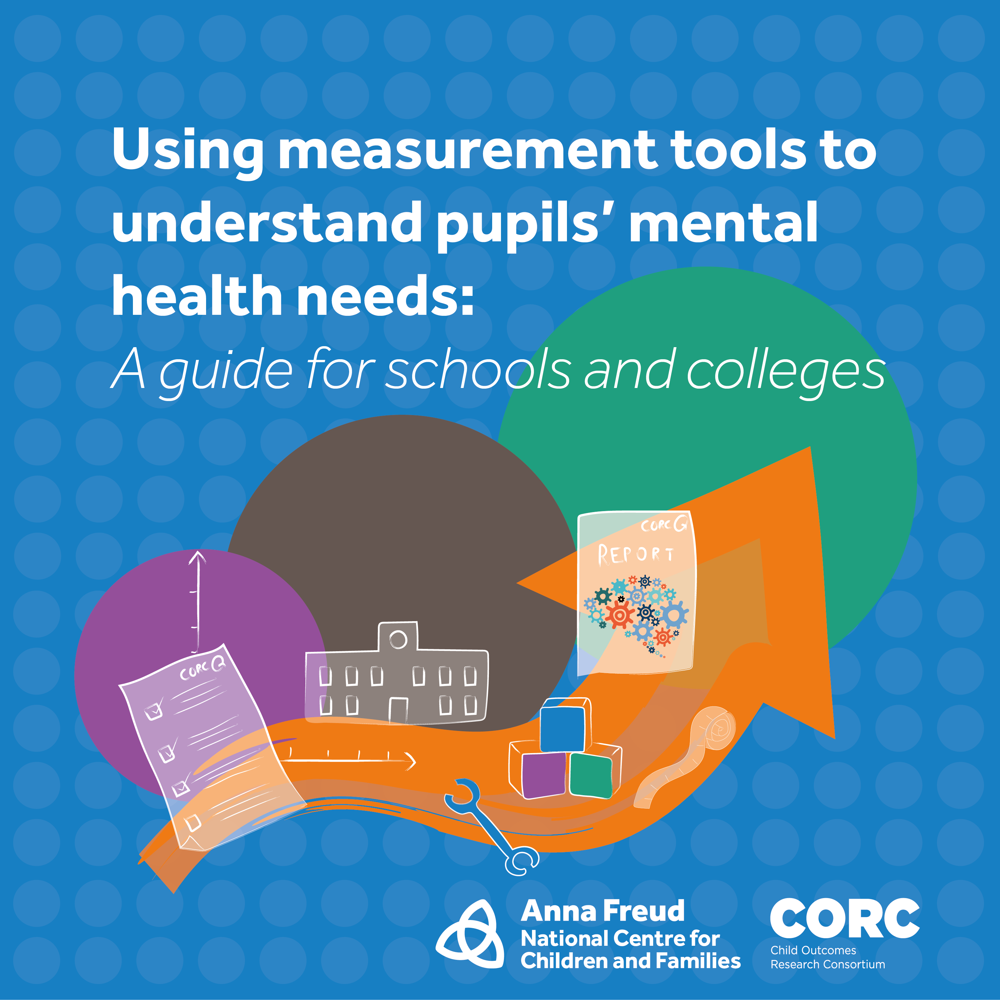 Using measurement tools to
understand pupils’ mental
health needs:
A guide for schools and colleges
CORC
REPORT
CORC
Anna Freud
National Centre for
Children and Families
CORC
Child Outcomes
Research Consortium